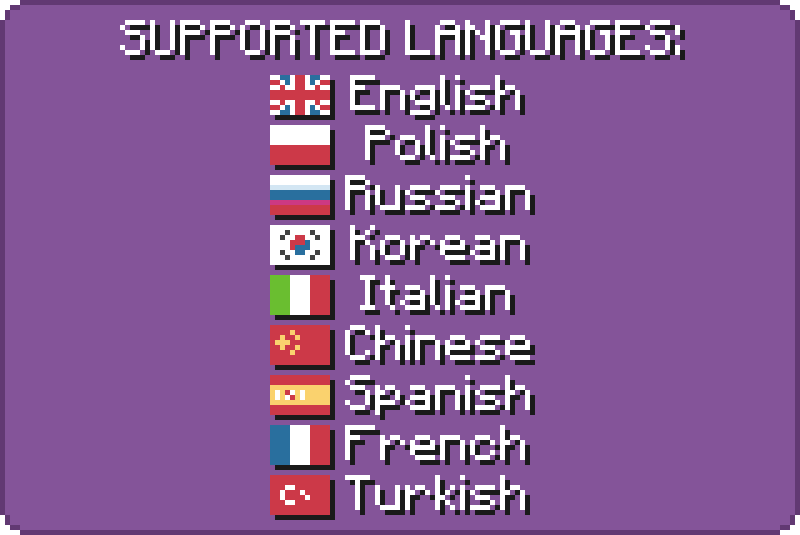 SUPPORTED LANGUAGES:
English
Polish
Russian
Korean
Italian
Chinese
Spanish
French
Turkish